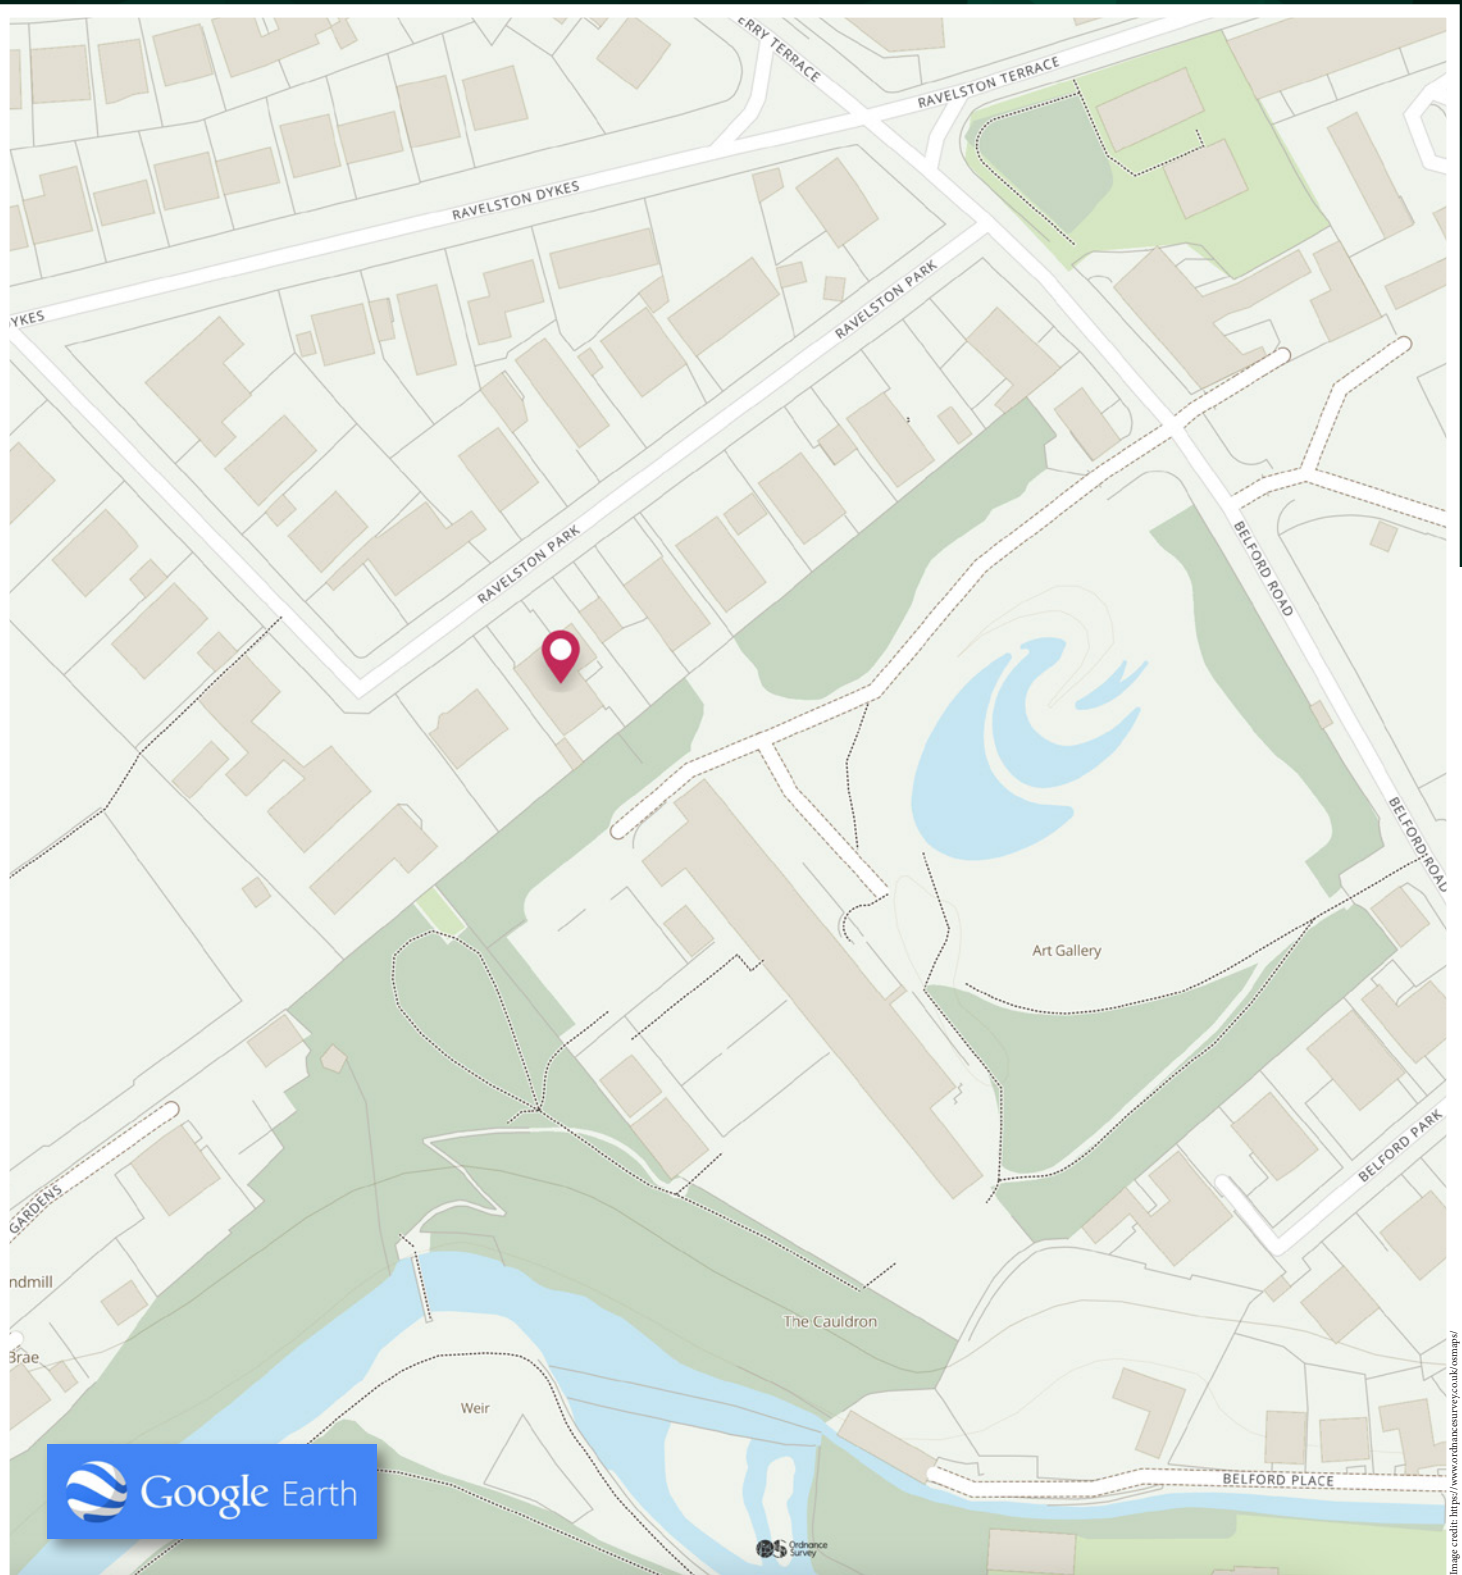 ERRY TERRACE
RAVELSTON TERRACE
RAVELSTON DYKES
YKES
RAVELSTON PARK
RAVELSTON PARK
BELFORD ROAD
BELFORD ROAD
Art Gallery
BELFORD PARK
GARDENS
ndmill
The Cauldron
Brae
Weir
BELFORD PLACE
Google Earth
OS Ordnance
Survey
Image credit: https://www.ordnancesurvey.co.uk/osmaps/